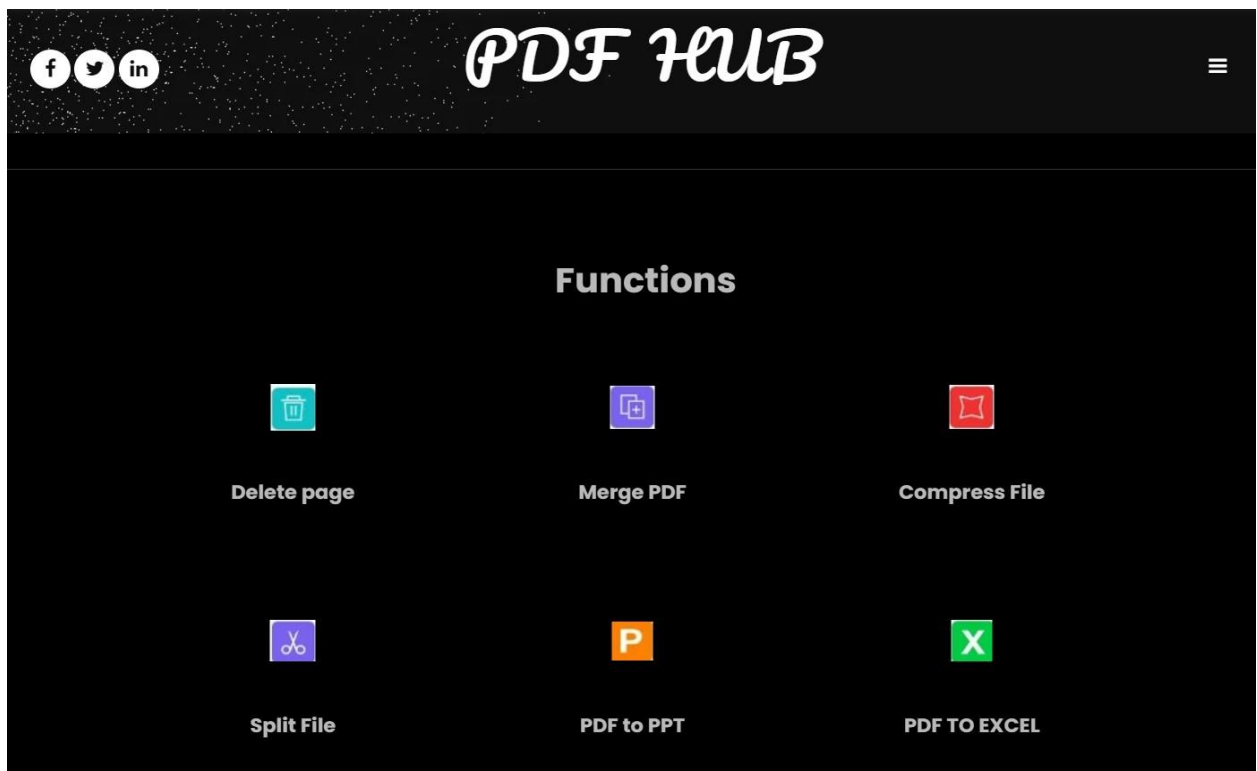 PDF HUB
Functions
Delete page
Merge PDF
Compress File
Split File
PDF to PPT
PDF TO EXCEL